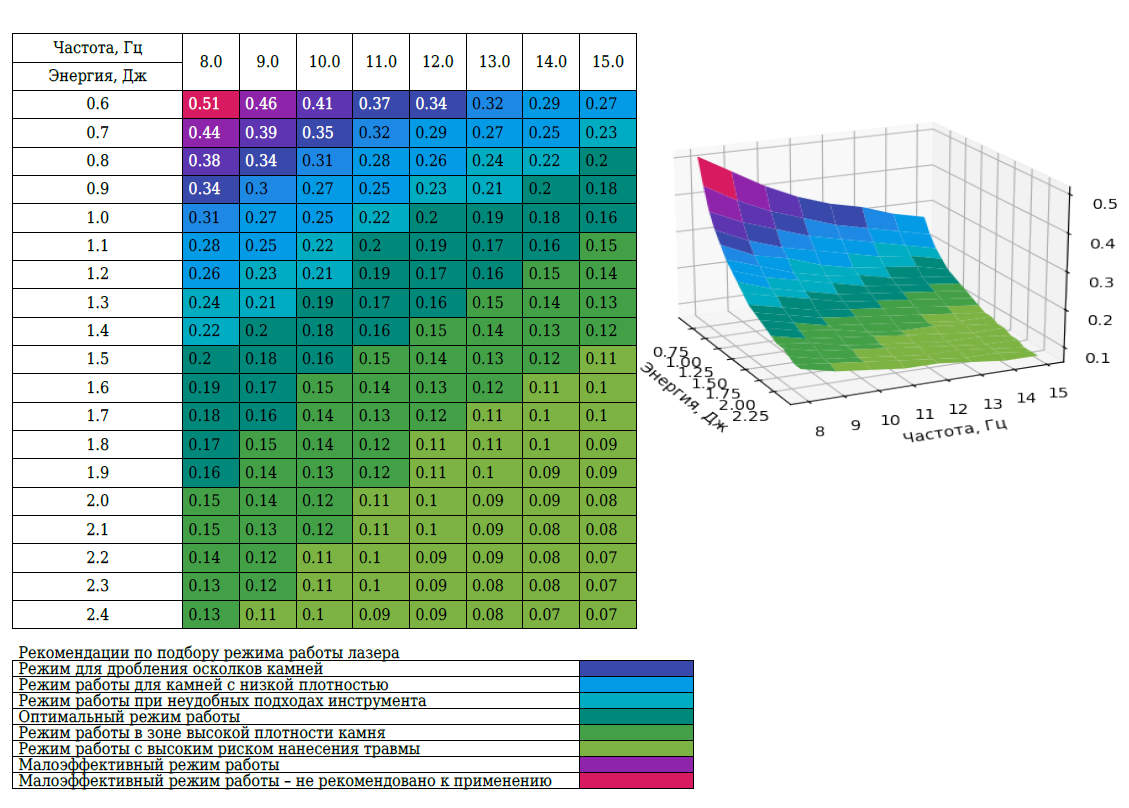 Частота, Гц 8.0 9.0 10.0 11.0 12.0 13.0 14.0 15.0
Энергия, Дж
0.6 0.51 0.46 0.41 0.37 0.34 0.32 0.29 0.27
0.7 0.44 0.39 0.35 0.32 0.29 0.27 0.25 0.23
0.8 0.38 0.34 0.31 0.28 0.26 0.24 0.22 0.2
0.9 0.34 0.3 0.27 0.25 0.23 0.21 0.2 0.18
1.0 0.31 0.27 0.25 0.22 0.2 0.19 0.18 0.16
1.1 0.28 0.25 0.22 0.2 0.19 0.17 0.16 0.15
1.2 0.26 0.23 0.21 0.19 0.17 0.16 0.15 0.14
1.3 0.24 0.21 0.19 0.17 0.16 0.15 0.14 0.13
1.4 0.22 0.2 0.18 0.16 0.15 0.14 0.13 0.12
1.5 0.2 0.18 0.16 0.15 0.14 0.13 0.12 0.11
1.6 0.19 0.17 0.15 0.14 0.13 0.12 0.11 0.1
1.7 0.18 0.16 0.14 0.13 0.12 0.11 0.1 0.1
1.8 0.17 0.15 0.14 0.12 0.11 0.11 0.1 0.09
1.9 0.16 0.14 0.13 0.12 0.11 0.1 0.09 0.09
2.0 0.15 0.14 0.12 0.11 0.1 0.09 0.09 0.08
2.1 0.15 0.13 0.12 0.11 0.1 0.09 0.08 0.08
2.2 0.14 0.12 0.11 0.1 0.09 0.09 0.08 0.07
2.3 0.13 0.12 0.11 0.1 0.09 0.08 0.08 0.07
2.4 0.13 0.11 0.1 0.09 0.09 0.08 0.07 0.07
0.5
0.4
0.3
0.2
0.1
0.75
1.00
1.25
1.50
1.75
2.00
2.25
Энергия, Дж
8 9 10 11 12 13 14 15
Частота, Гц
Рекомендации по подбору режима работы лазера
Режим для дробления осколков камней
Режим работы для камней с низкой плотностью
Режим работы при неудобных подходах инструмента
Оптимальный режим работы
Режим работы в зоне высокой плотности камня
Режим работы с высоким риском нанесения травмы
Малоэффективный режим работы
Малоэффективный режим работы – не рекомендовано к применению